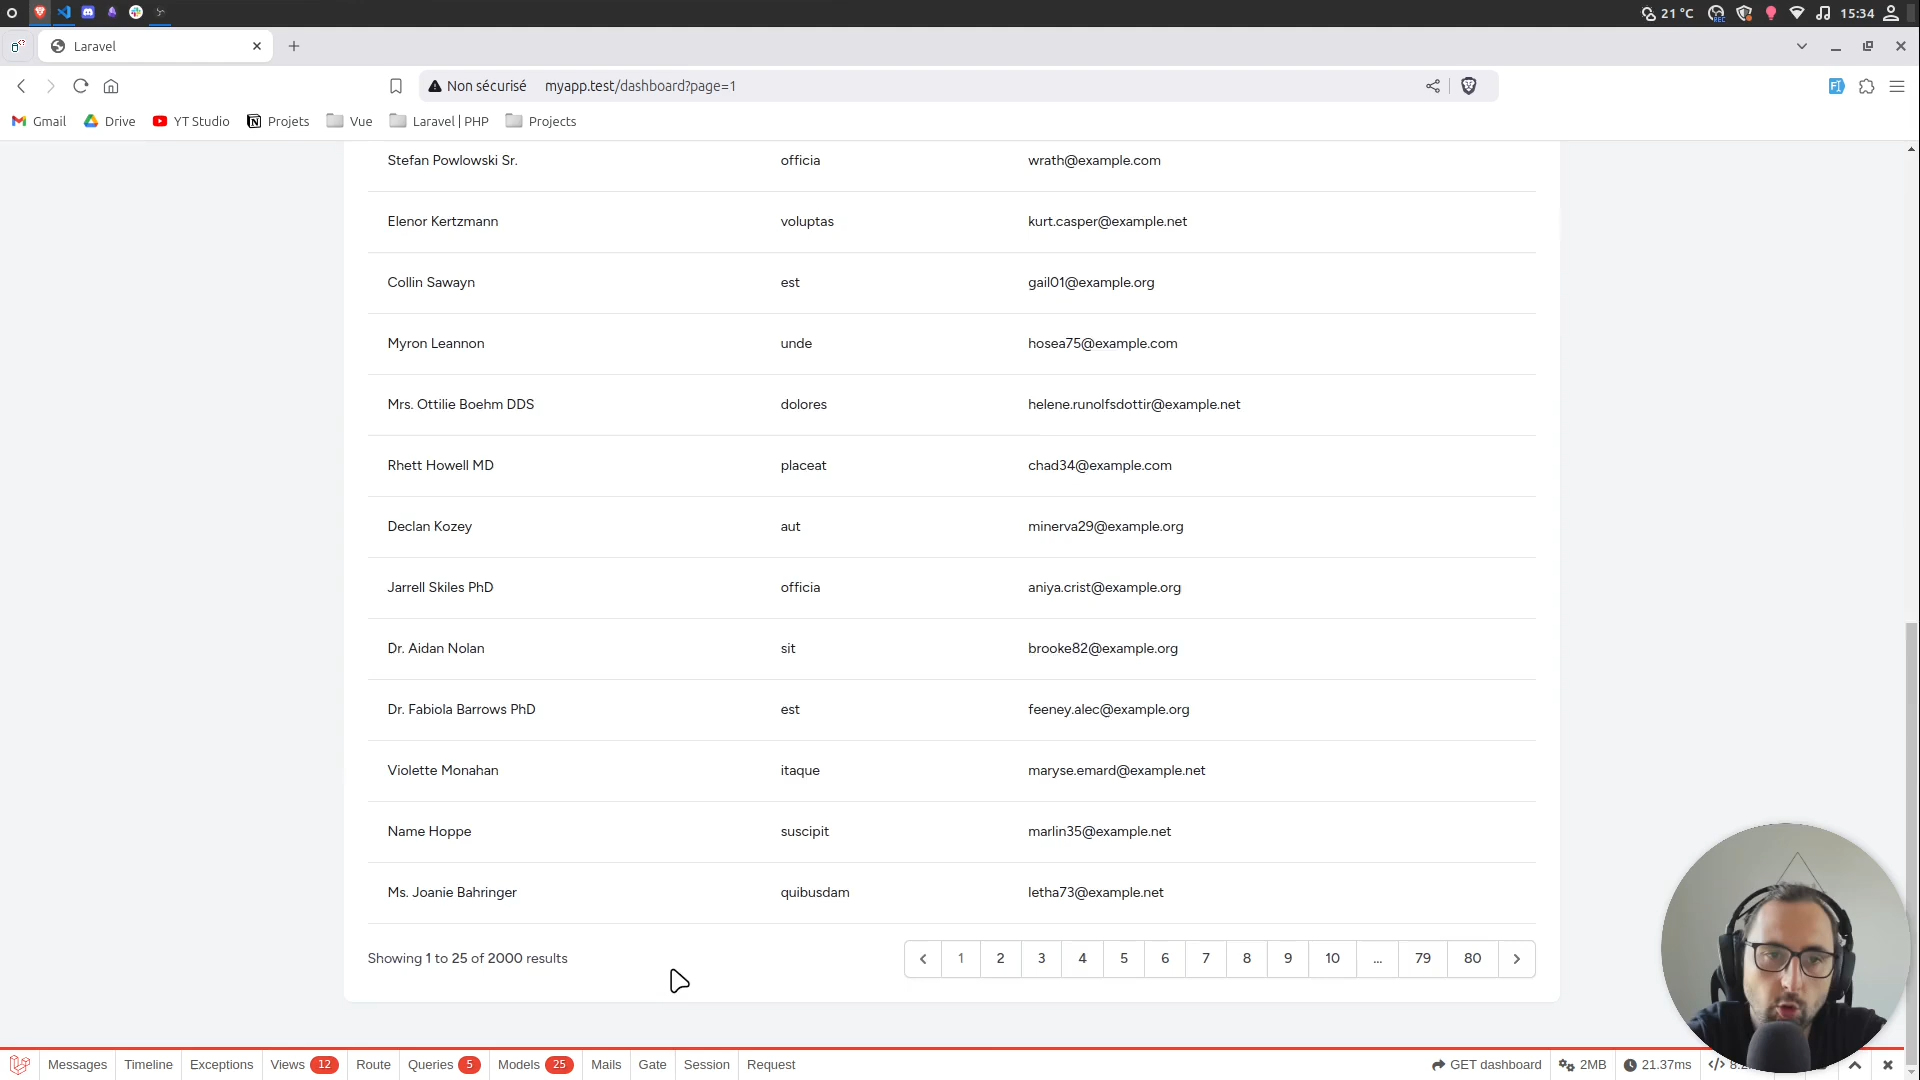 21 °C
REC
15:34
Laravel
Non sécurisé myapp.test/dashboard?page=1
Gmail Drive YT Studio Projets Vue Laravel | PHP Projects
Stefan Powlowski Sr. officia wrath@example.com
Elenor Kertzmann voluptas kurt.casper@example.net
Collin Sawayn est gail01@example.org
Myron Leannon unde hosea75@example.com
Mrs. Ottilie Boehm DDS dolores helene.runolfsdottir@example.net
Rhett Howell MD placeat chad34@example.com
Declan Kozey aut minerva29@example.org
Jarrell Skiles PhD officia aniya.crist@example.org
Dr. Aidan Nolan sit brooke82@example.org
Dr. Fabiola Barrows PhD est feeney.alec@example.org
Violette Monahan itaque maryse.emard@example.net
Name Hoppe suscipit marlin35@example.net
Ms. Joanie Bahringer quibusdam letha73@example.net
Showing 1 to 25 of 2000 results 1 2 3 4 5 6 7 8 9 10 ... 79 80
Messages Timeline Exceptions Views 12 Route Queries 5 Models 25 Mails Gate Session Request GET dashboard 2MB 21.37ms